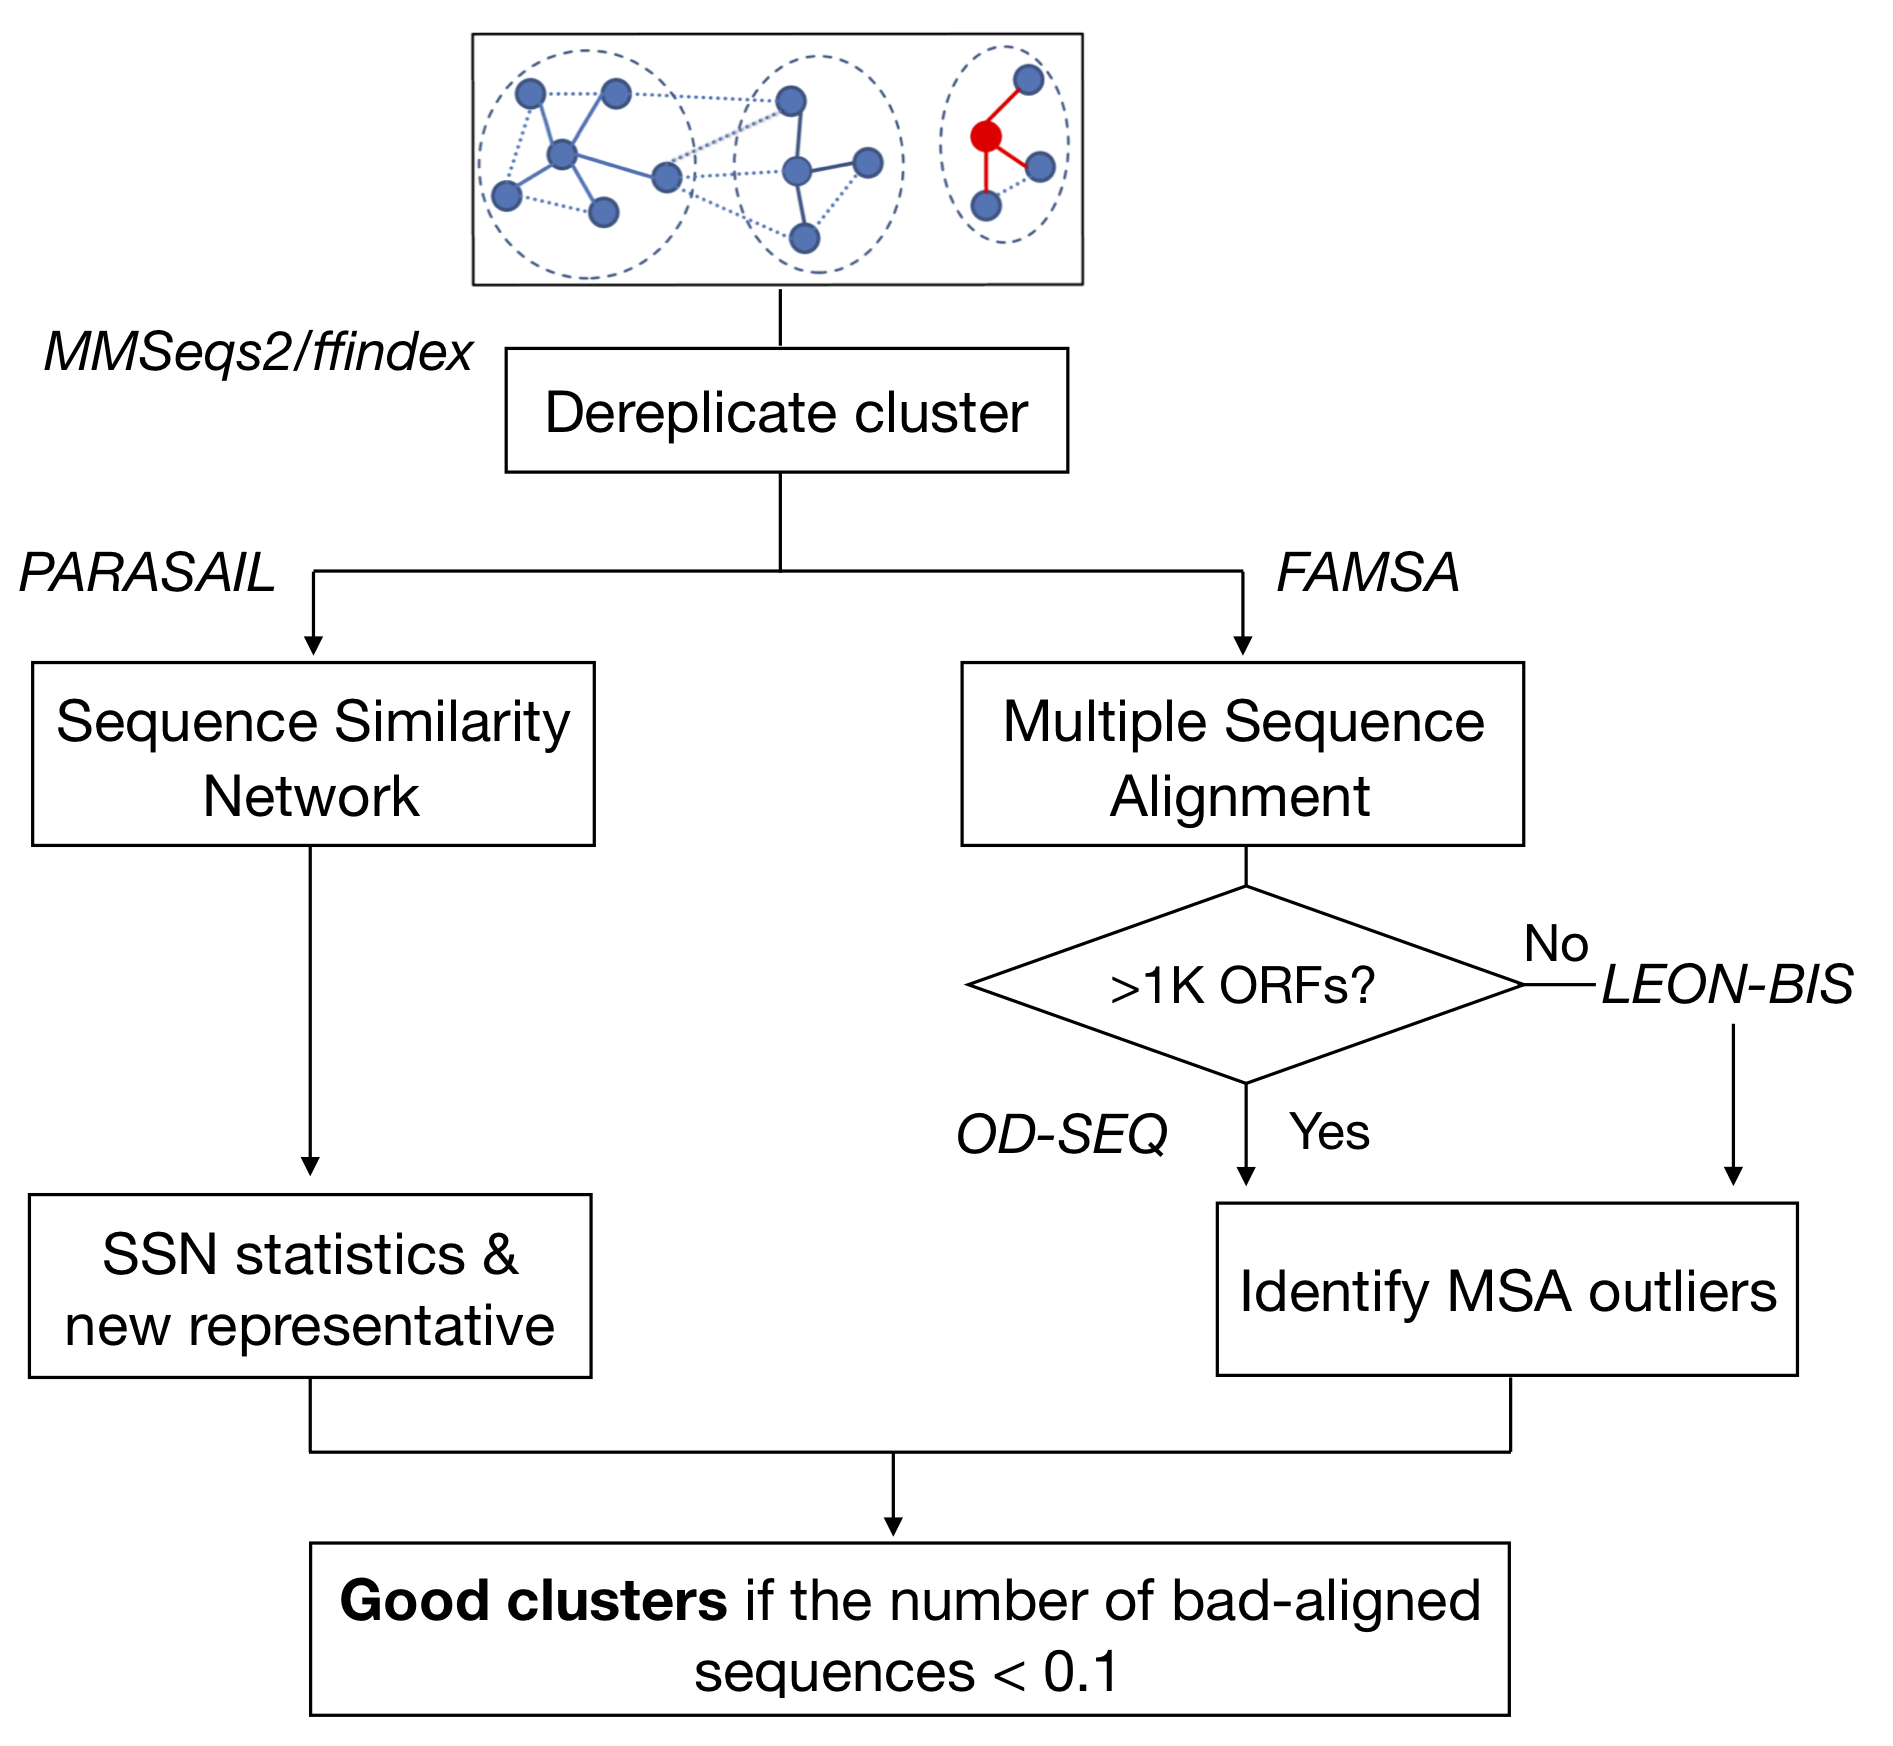 MMSeqs2/ffindex
Dereplicate cluster
PARASAIL
FAMSA
Sequence Similarity
Network
Multiple Sequence
Alignment
>1K ORFs?
No
LEON-BIS
OD-SEQ
Yes
SSN statistics &
new representative
Identify MSA outliers
Good clusters if the number of bad-aligned
sequences < 0.1